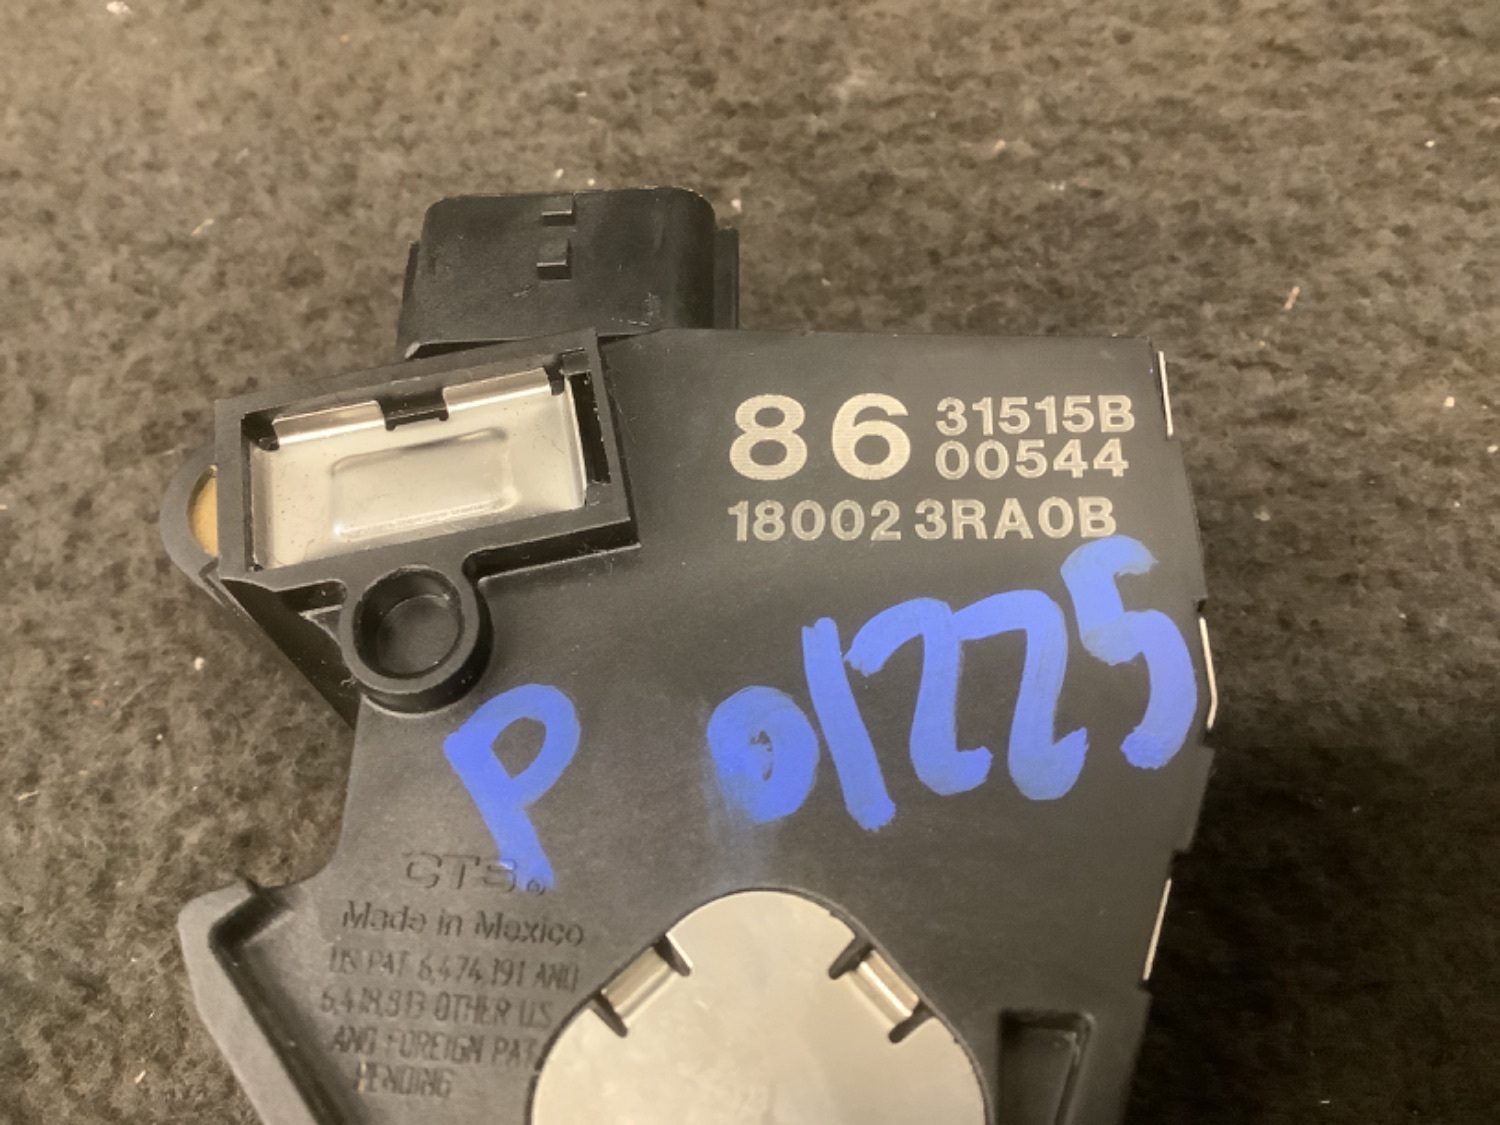 86 31515B
00544
18002 3RA0B
P 01225
CTS®
Made in Mexico
US PAT 6,474,191 AND
6,418,813 OTHER U.S
AND FOREIGN PAT
PENDING